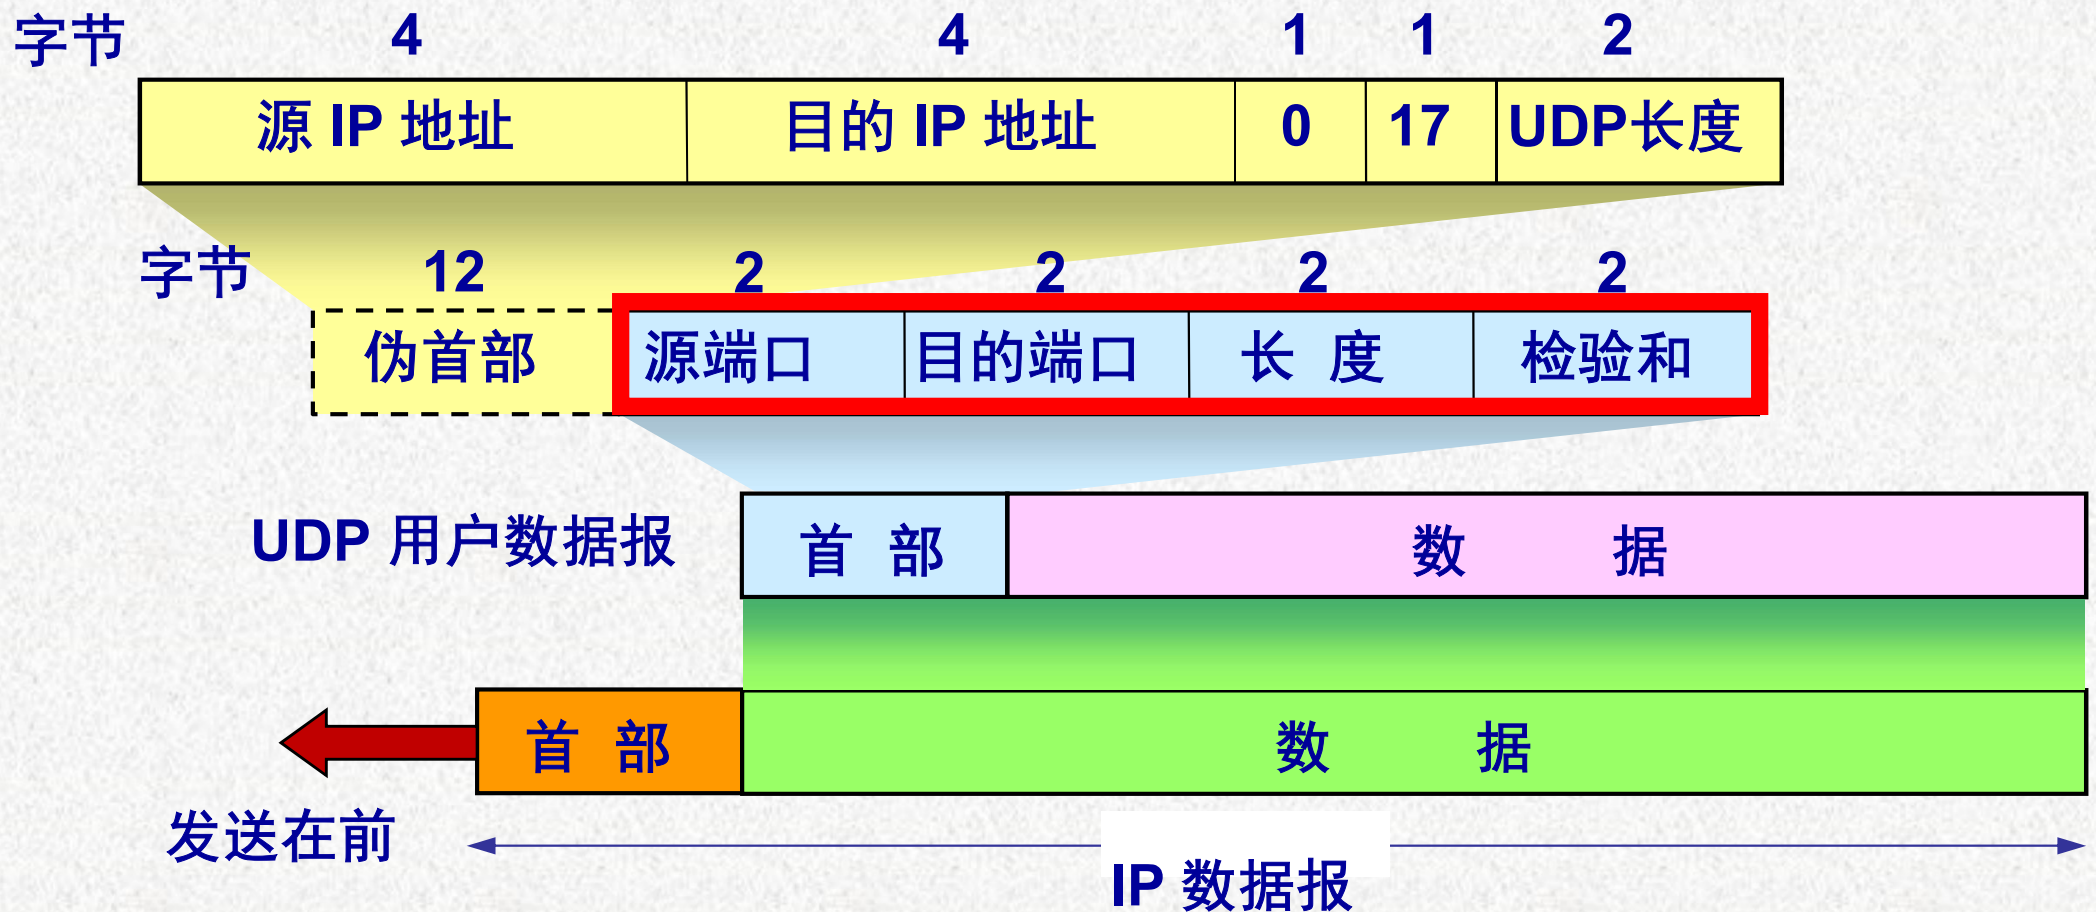 字节 4 4 1 1 2
源 IP 地址 目的 IP 地址 0 17 UDP长度
字节 12 2 2 2 2
伪首部 源端口 目的端口 长 度 检验和
UDP 用户数据报 首 部 数 据
首 部 数 据
发送在前
IP 数据报